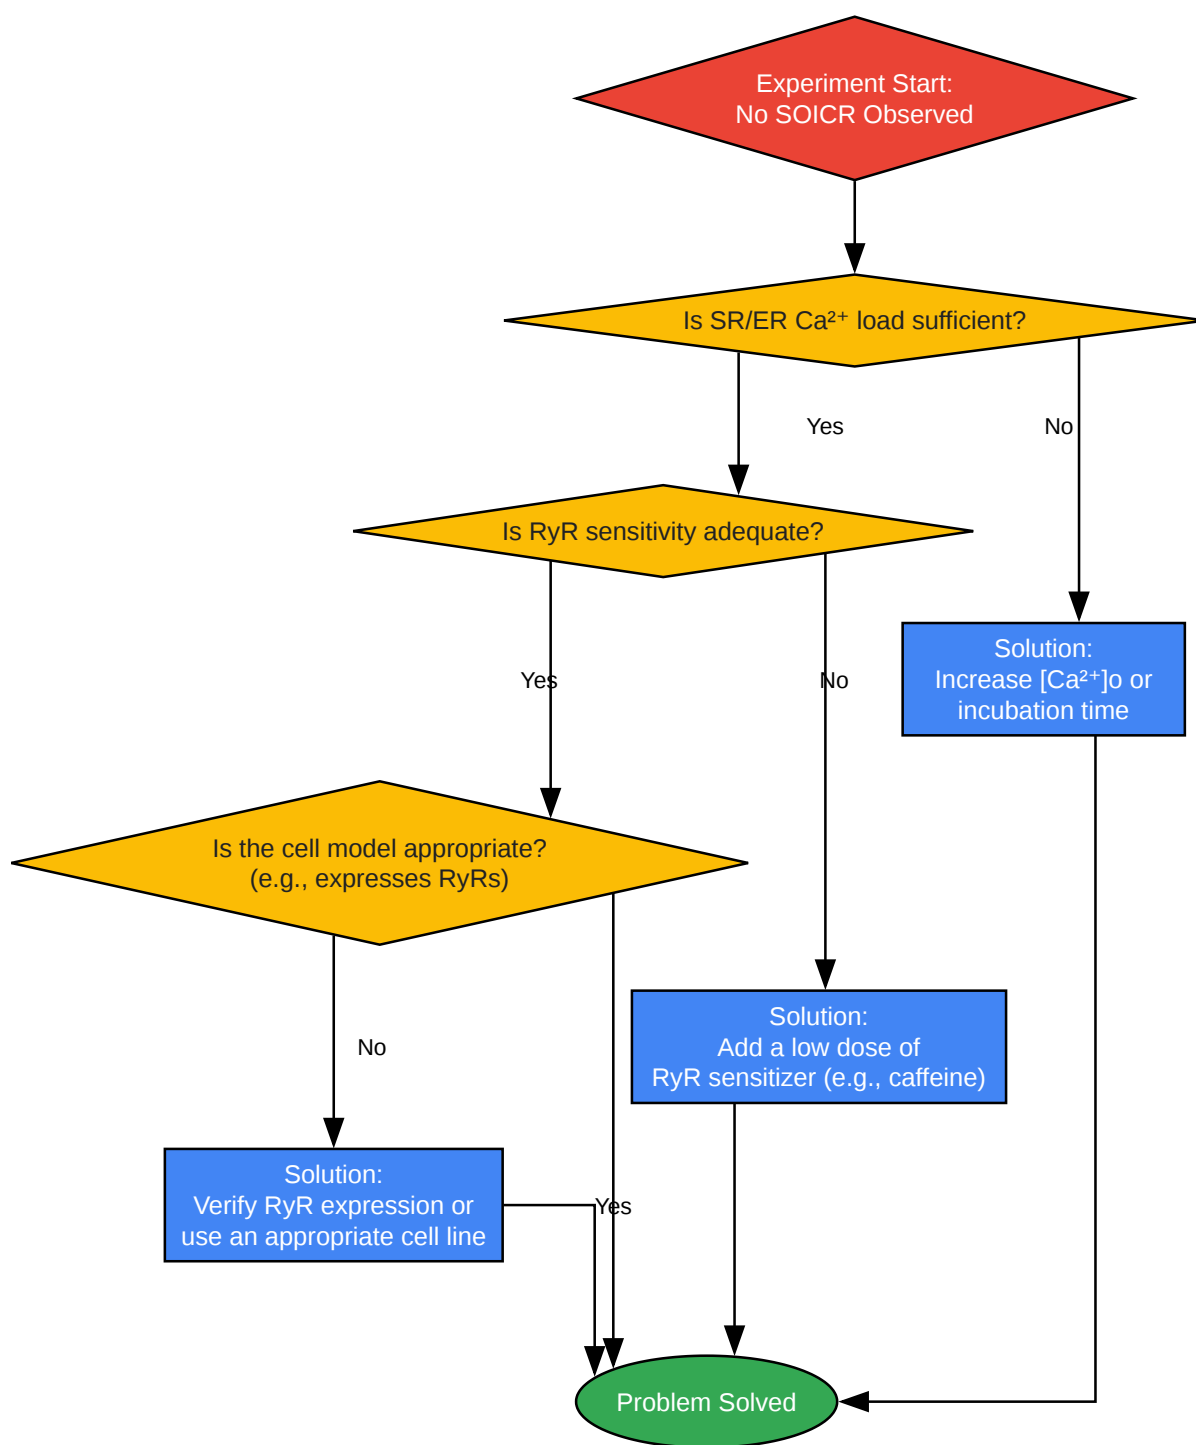 Experiment Start:
No SOICR Observed
Is SR/ER Ca²⁺ load sufficient?
Yes
No
Is RyR sensitivity adequate?
Yes
No
Solution:
Increase [Ca²⁺]o or
incubation time
Is the cell model appropriate?
(e.g., expresses RyRs)
Solution:
Add a low dose of
RyR sensitizer (e.g., caffeine)
No
Solution:
Verify RyR expression or
use an appropriate cell line
Yes
Problem Solved